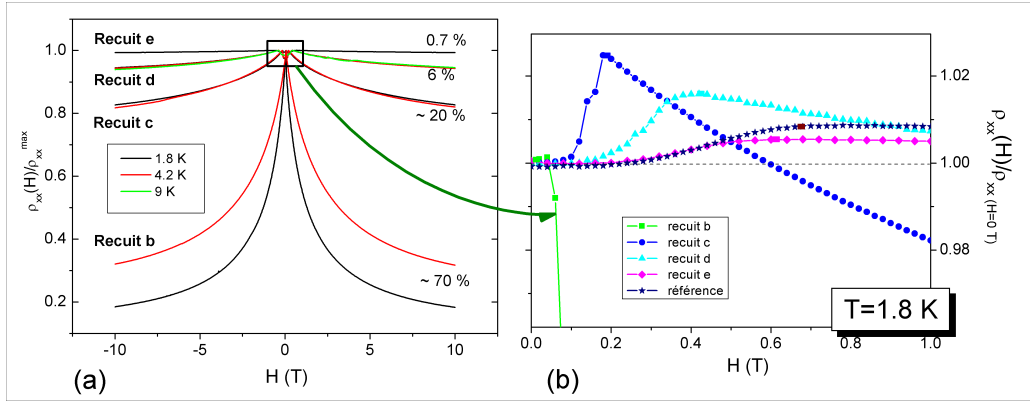 Recuit e
0.7 %
6 %
Recuit d
~ 20 %
Recuit c
1.8 K
4.2 K
9 K
Recuit b
~ 70 %
1.0
0.8
0.6
0.4
0.2
ρxx(H)/ρxx^max
-10
-5
0
5
10
H (T)
(a)
1.02
1.00
0.98
ρxx (H)/ρxx (H=0 T)
recuit b
recuit c
recuit d
recuit e
référence
T=1.8 K
0.0
0.2
0.4
0.6
0.8
1.0
H (T)
(b)